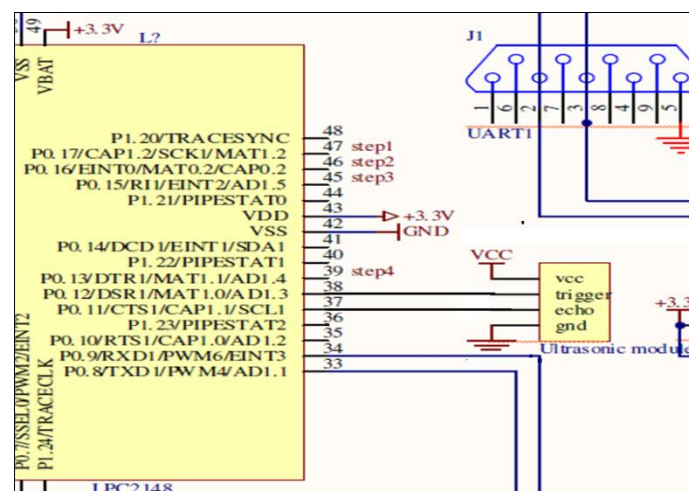 49
+3.3V
L?
J1
VSS
VBAT
P1.20/TRACESYNC 48
P0.17/CAP1.2/SCK1/MAT1.2 47 step1
P0.16/EINT0/MAT0.2/CAP0.2 46 step2
P0.15/RI1/EINT2/AD1.5 45 step3
P1.21/PIPESTAT0 44
VDD 43 +3.3V
VSS 42 GND
P0.14/DCD1/EINT1/SDA1 41
P1.22/PIPESTAT1 40
P0.13/DTR1/MAT1.1/AD1.4 39 step4
P0.12/DSR1/MAT1.0/AD1.3 38
P0.11/CTS1/CAP1.1/SCL1 37
P1.23/PIPESTAT2 36
P0.10/RTS1/CAP1.0/AD1.2 35
P0.9/RXD1/PWM6/EINT3 34
P0.8/TXD1/PWM4/AD1.1 33
P0.7/SSEL0/PWM2/EINT2
P1.24/TRACECLK
LPC2148
1 6 2 7 3 8 4 9 5
UART1
VCC
vcc
trigger
echo
gnd
Ultrasonic module
+3.3